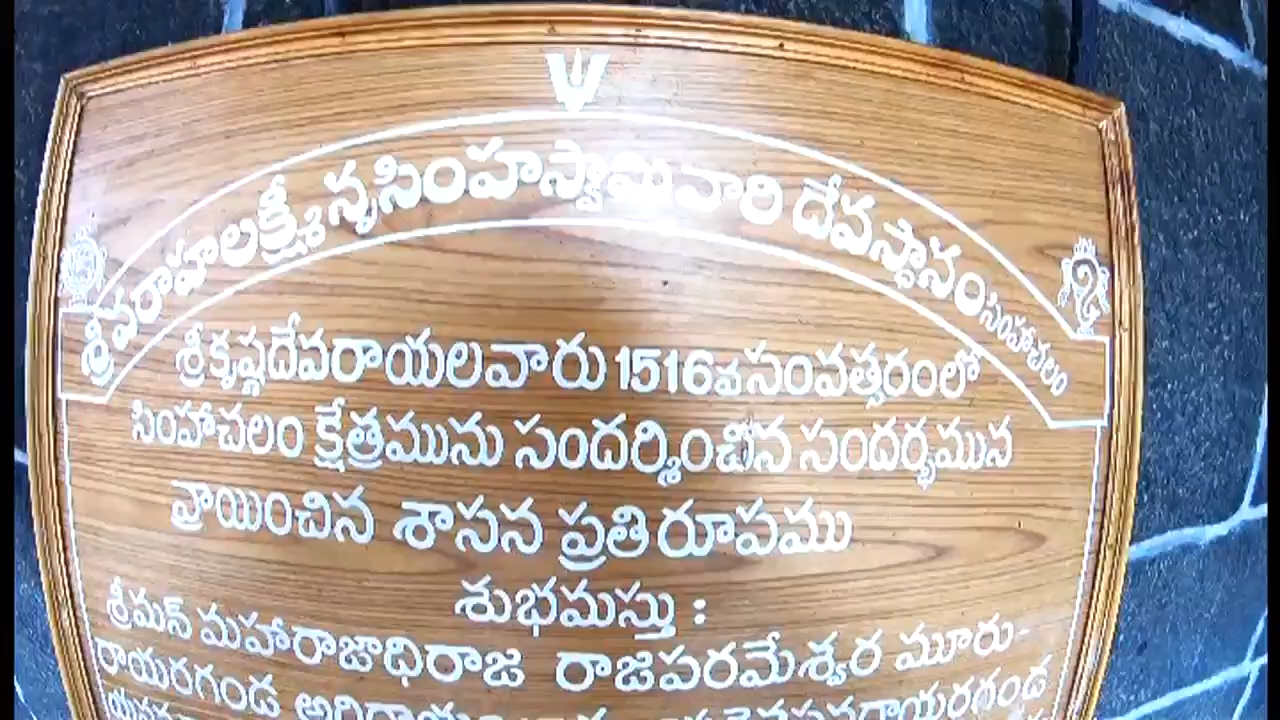 శ్రీ వరాహలక్ష్మీ నృసింహస్వామివారి దేవస్థానం సింహాచలం
శ్రీకృష్ణదేవరాయలవారు 1516వ సంవత్సరంలో
సింహాచలం క్షేత్రమును సందర్శించిన సందర్భమున
వ్రాయించిన శాసన ప్రతిరూపము
శుభమస్తు :
శ్రీమన్ మహారాజాధిరాజ రాజపరమేశ్వర మూరు-
రాయరగండ